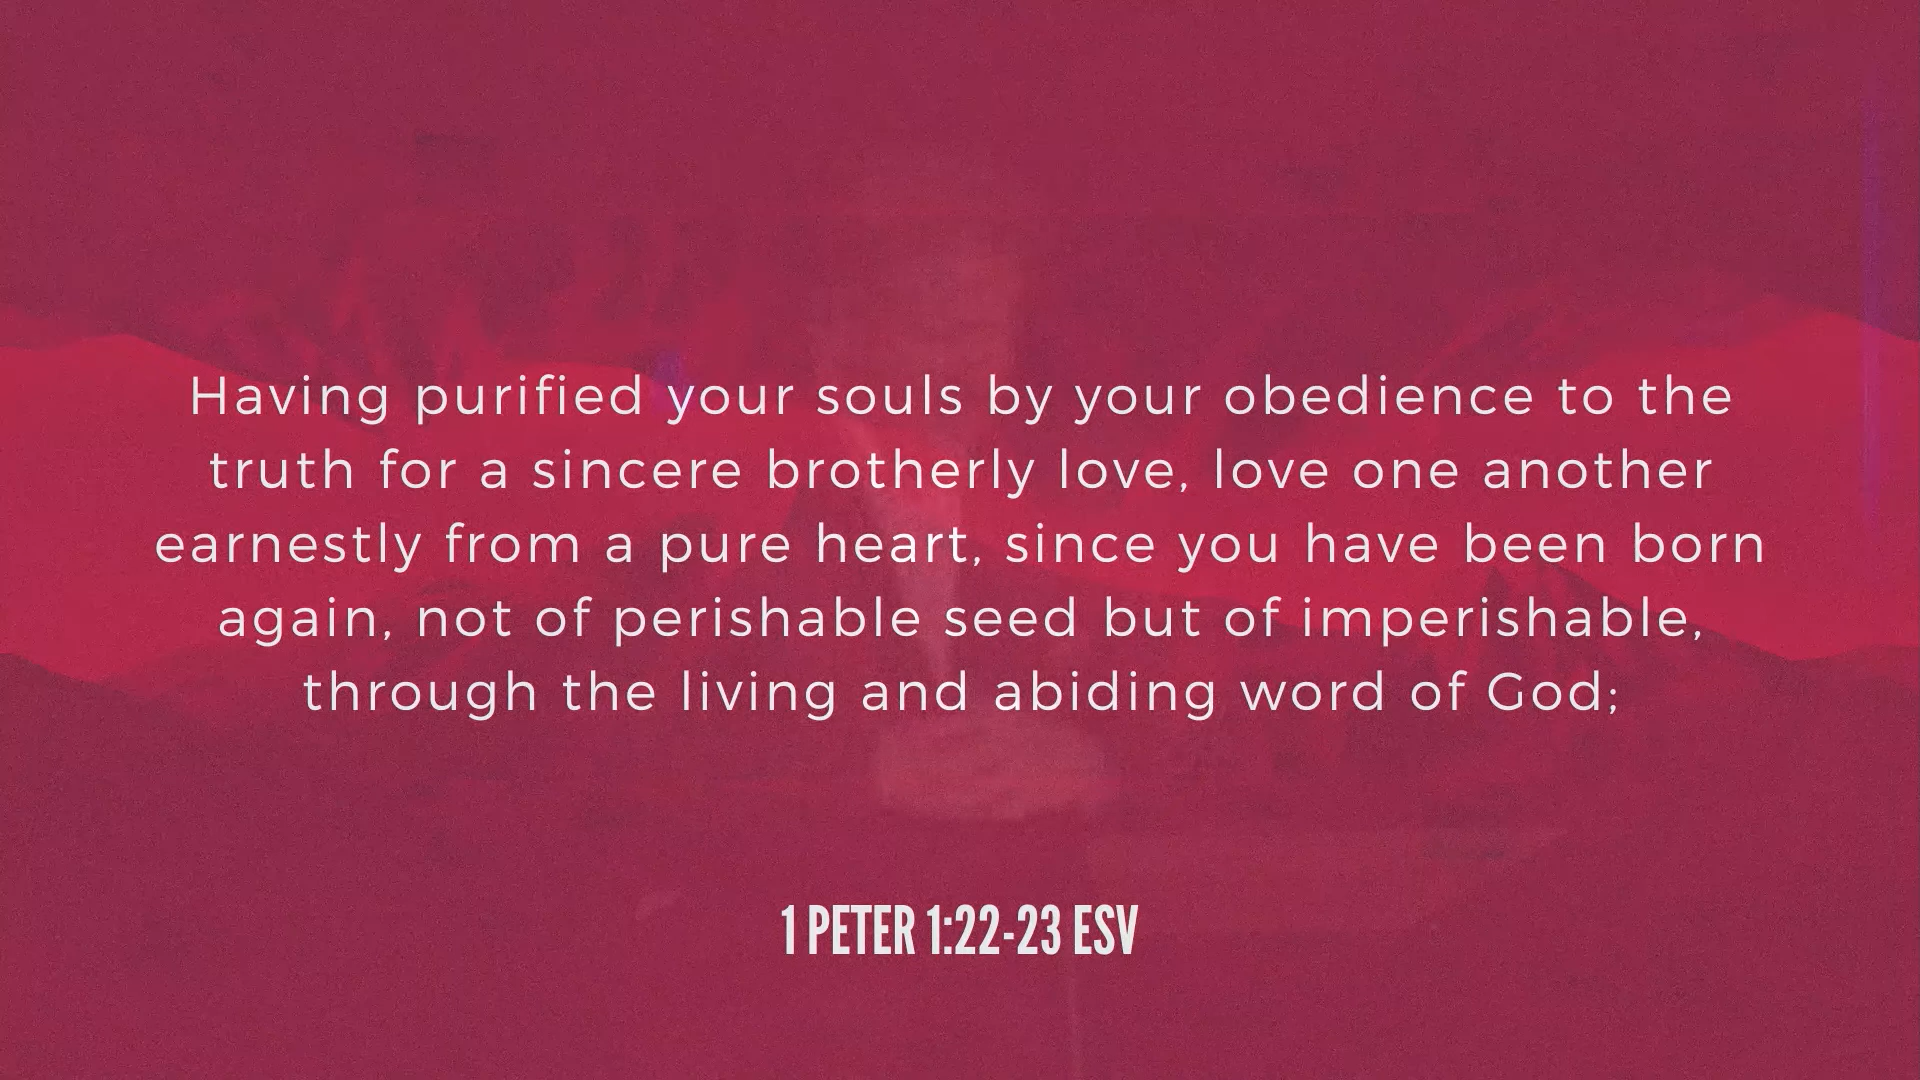 Having purified your souls by your obedience to the
truth for a sincere brotherly love, love one another
earnestly from a pure heart, since you have been born
again, not of perishable seed but of imperishable,
through the living and abiding word of God;
1 PETER 1:22-23 ESV